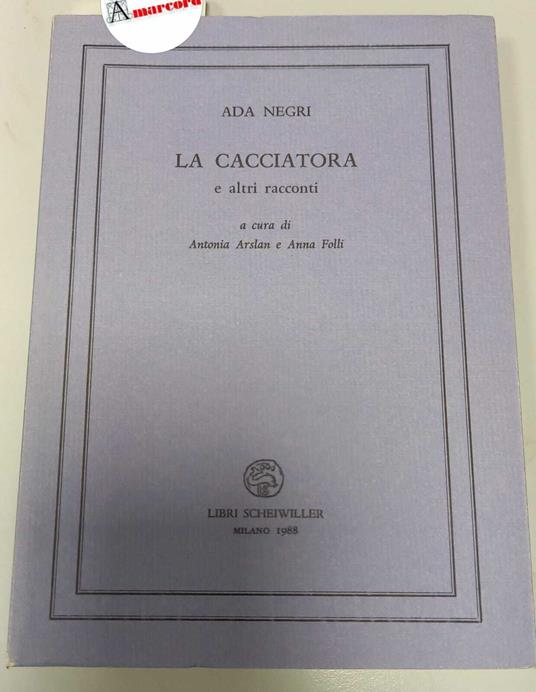 Amarcord
ADA NEGRI
LA CACCIATORA
e altri racconti
a cura di
Antonia Arslan e Anna Folli
LIBRI SCHEIWILLER
MILANO 1988